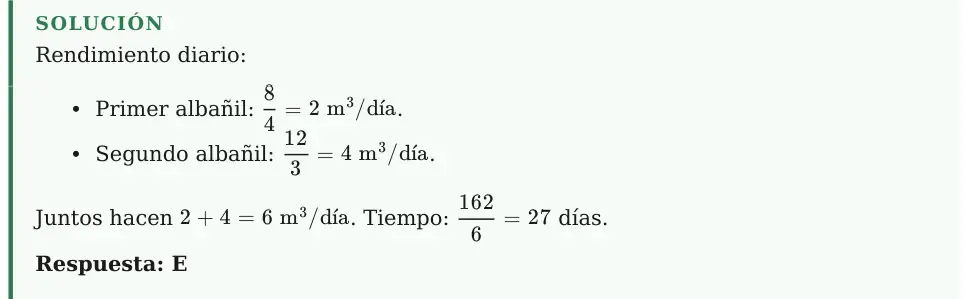 SOLUCIÓN
Rendimiento diario:
• Primer albañil: 8/4 = 2 m³/día.
• Segundo albañil: 12/3 = 4 m³/día.
Juntos hacen 2 + 4 = 6 m³/día. Tiempo: 162/6 = 27 días.
Respuesta: E